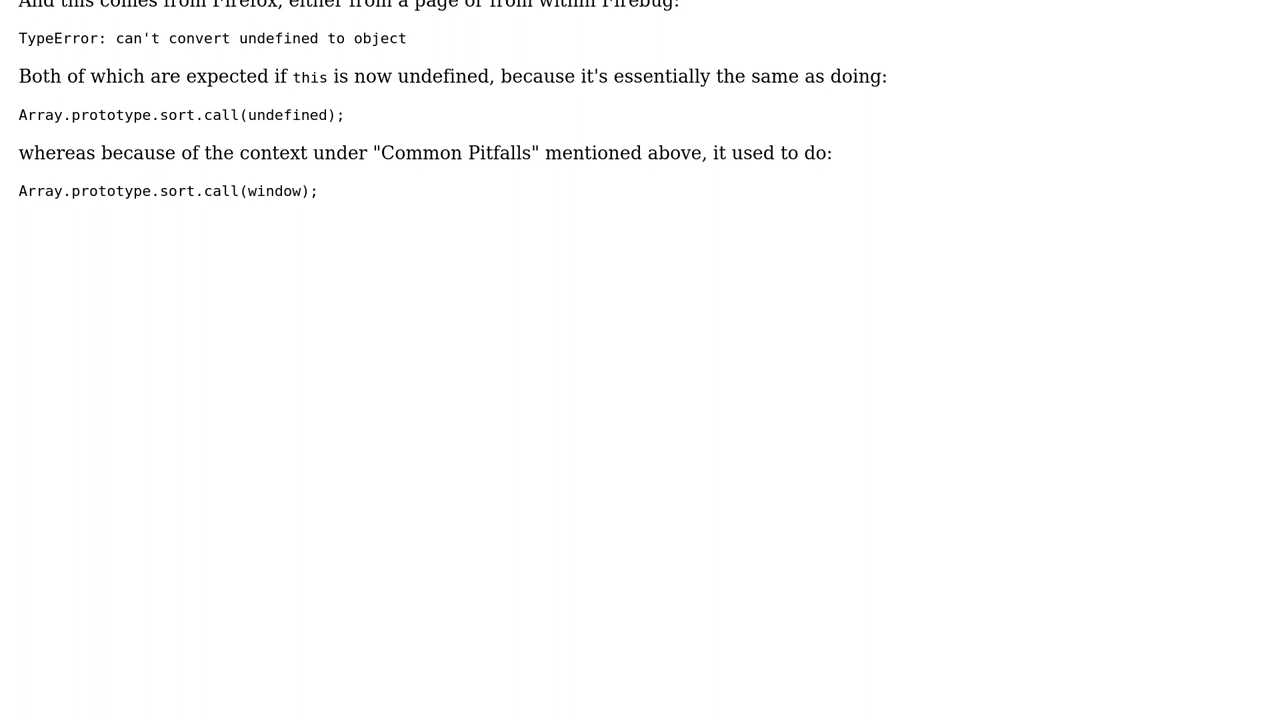 And this comes from Firefox, either from a page or from within Firebug:
TypeError: can't convert undefined to object
Both of which are expected if this is now undefined, because it's essentially the same as doing:
Array.prototype.sort.call(undefined);
whereas because of the context under "Common Pitfalls" mentioned above, it used to do:
Array.prototype.sort.call(window);